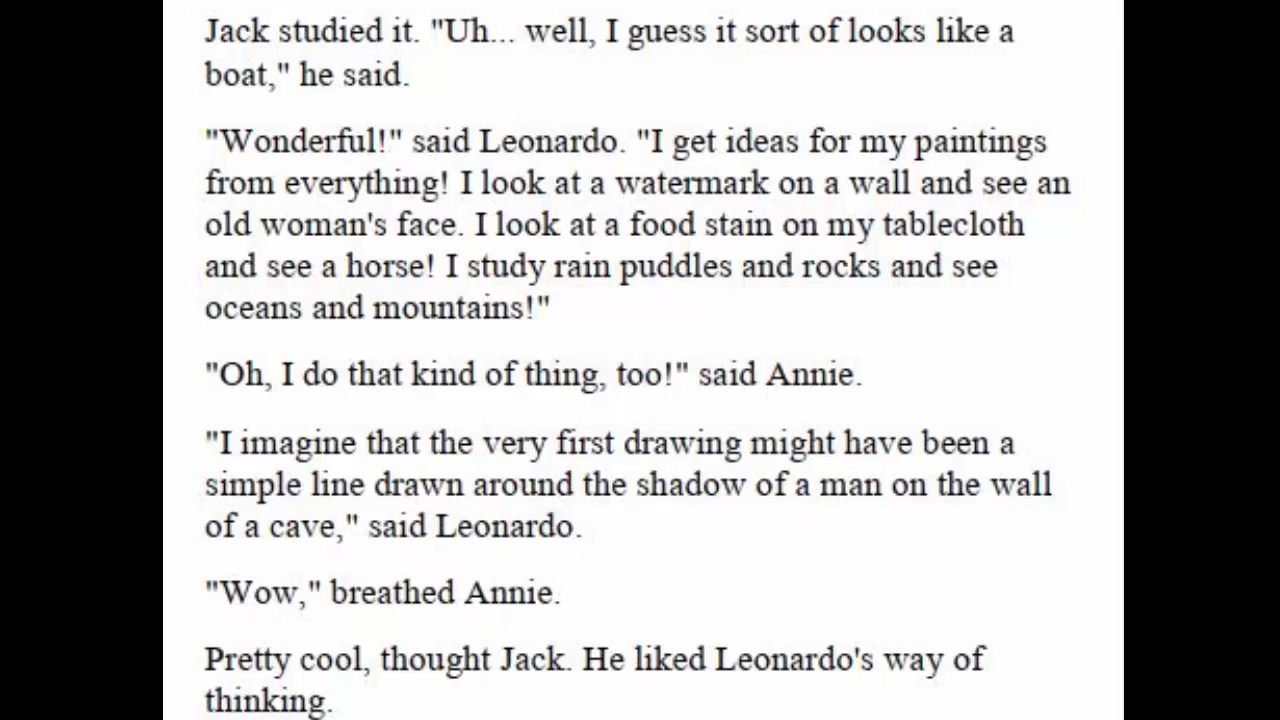 Jack studied it. "Uh... well, I guess it sort of looks like a
boat," he said.
"Wonderful!" said Leonardo. "I get ideas for my paintings
from everything! I look at a watermark on a wall and see an
old woman's face. I look at a food stain on my tablecloth
and see a horse! I study rain puddles and rocks and see
oceans and mountains!"
"Oh, I do that kind of thing, too!" said Annie.
"I imagine that the very first drawing might have been a
simple line drawn around the shadow of a man on the wall
of a cave," said Leonardo.
"Wow," breathed Annie.
Pretty cool, thought Jack. He liked Leonardo's way of
thinking.